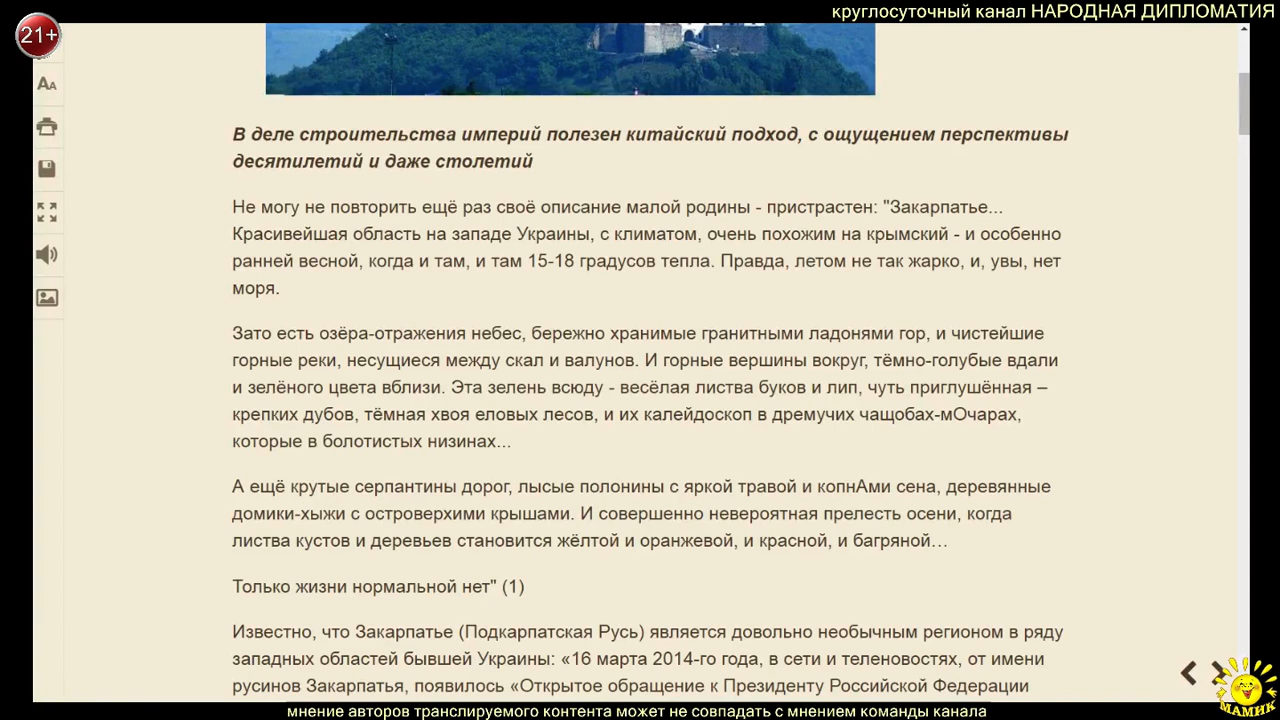 круглосуточный канал НАРОДНАЯ ДИПЛОМАТИЯ
21+
AA
В деле строительства империй полезен китайский подход, с ощущением перспективы
десятилетий и даже столетий
Не могу не повторить ещё раз своё описание малой родины - пристрастен: "Закарпатье...
Красивейшая область на западе Украины, с климатом, очень похожим на крымский - и особенно
ранней весной, когда и там, и там 15-18 градусов тепла. Правда, летом не так жарко, и, увы, нет
моря.
Зато есть озёра-отражения небес, бережно хранимые гранитными ладонями гор, и чистейшие
горные реки, несущиеся между скал и валунов. И горные вершины вокруг, тёмно-голубые вдали
и зелёного цвета вблизи. Эта зелень всюду - весёлая листва буков и лип, чуть приглушённая –
крепких дубов, тёмная хвоя еловых лесов, и их калейдоскоп в дремучих чащобах-мОчарах,
которые в болотистых низинах...
А ещё крутые серпантины дорог, лысые полонины с яркой травой и копнАми сена, деревянные
домики-хыжи с островерхими крышами. И совершенно невероятная прелесть осени, когда
листва кустов и деревьев становится жёлтой и оранжевой, и красной, и багряной…
Только жизни нормальной нет" (1)
Известно, что Закарпатье (Подкарпатская Русь) является довольно необычным регионом в ряду
западных областей бывшей Украины: «16 марта 2014-го года, в сети и теленовостях, от имени
русинов Закарпатья, появилось «Открытое обращение к Президенту Российской Федерации
МАМИК
мнение авторов транслируемого контента может не совпадать с мнением команды канала